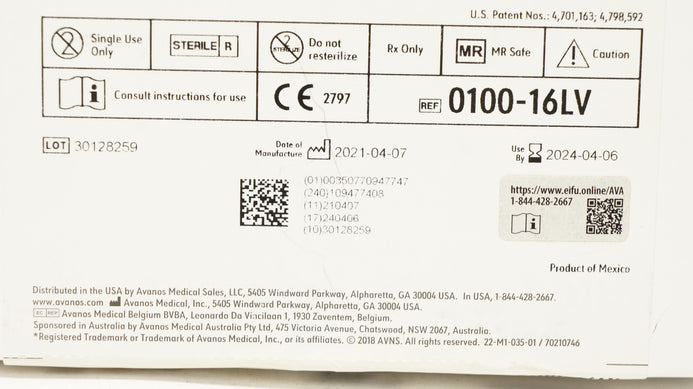 U.S. Patent Nos.: 4,701,163; 4,798,592
2 Single Use Only
STERILE R
2 STERILIZE Do not resterilize
Rx Only
MR MR Safe
Caution
i Consult instructions for use
CE 2797
REF 0100-16LV
LOT 30128259
Date of Manufacture 2021-04-07
Use By 2024-04-06
(01)00350770947747
(240)109477408
(11)210407
(17)240406
(10)30128259
https://www.eifu.online/AVA
1-844-428-2667
i
Product of Mexico
Distributed in the USA by Avanos Medical Sales, LLC, 5405 Windward Parkway, Alpharetta, GA 30004 USA. In USA, 1-844-428-2667.
www.avanos.com Avanos Medical, Inc., 5405 Windward Parkway, Alpharetta, GA 30004 USA.
EC REP Avanos Medical Belgium BVBA, Leonardo Da Vincilaan 1, 1930 Zaventem, Belgium.
Sponsored in Australia by Avanos Medical Australia Pty Ltd, 475 Victoria Avenue, Chatswood, NSW 2067, Australia.
*Registered Trademark or Trademark of Avanos Medical, Inc., or its affiliates. © 2018 AVNS. All rights reserved. 22-M1-035-01 / 70210746